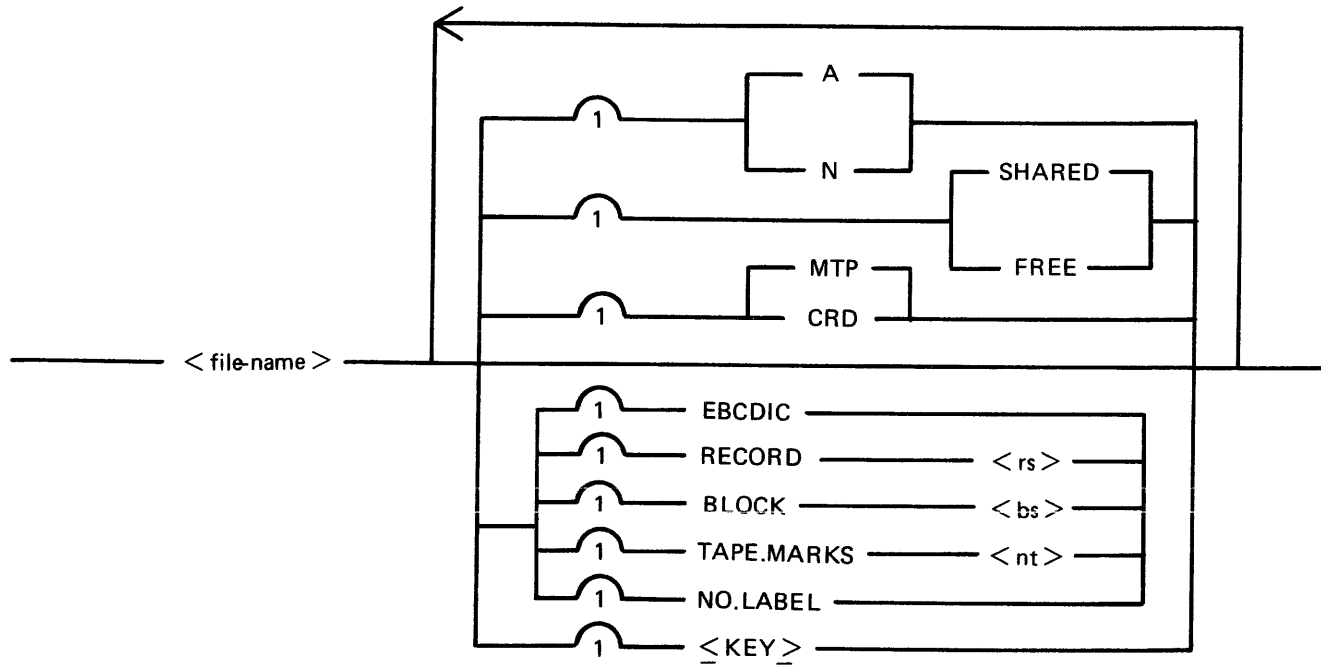 A
1
N
SHARED
1
FREE
MTP
1
CRD
<file-name>
1 EBCDIC
1 RECORD <rs>
1 BLOCK <bs>
1 TAPE.MARKS <nt>
1 NO.LABEL
1 <KEY>